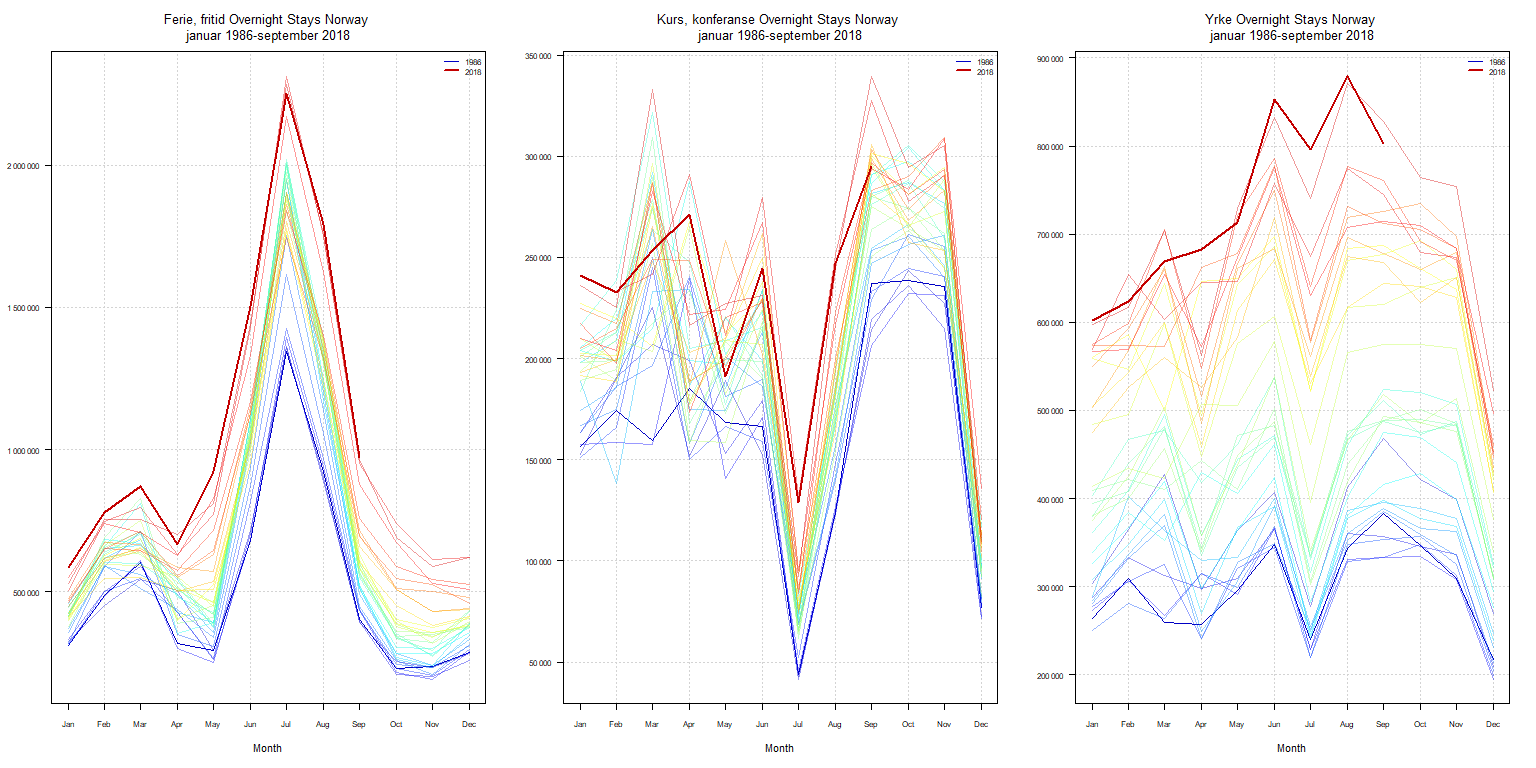 Ferie, fritid Overnight Stays Norway
januar 1986-september 2018
1986
2018
2 000 000
1 500 000
1 000 000
500 000
Jan Feb Mar Apr May Jun Jul Aug Sep Oct Nov Dec
Month
Kurs, konferanse Overnight Stays Norway
januar 1986-september 2018
1986
2018
350 000
300 000
250 000
200 000
150 000
100 000
50 000
Jan Feb Mar Apr May Jun Jul Aug Sep Oct Nov Dec
Month
Yrke Overnight Stays Norway
januar 1986-september 2018
1986
2018
900 000
800 000
700 000
600 000
500 000
400 000
300 000
200 000
Jan Feb Mar Apr May Jun Jul Aug Sep Oct Nov Dec
Month